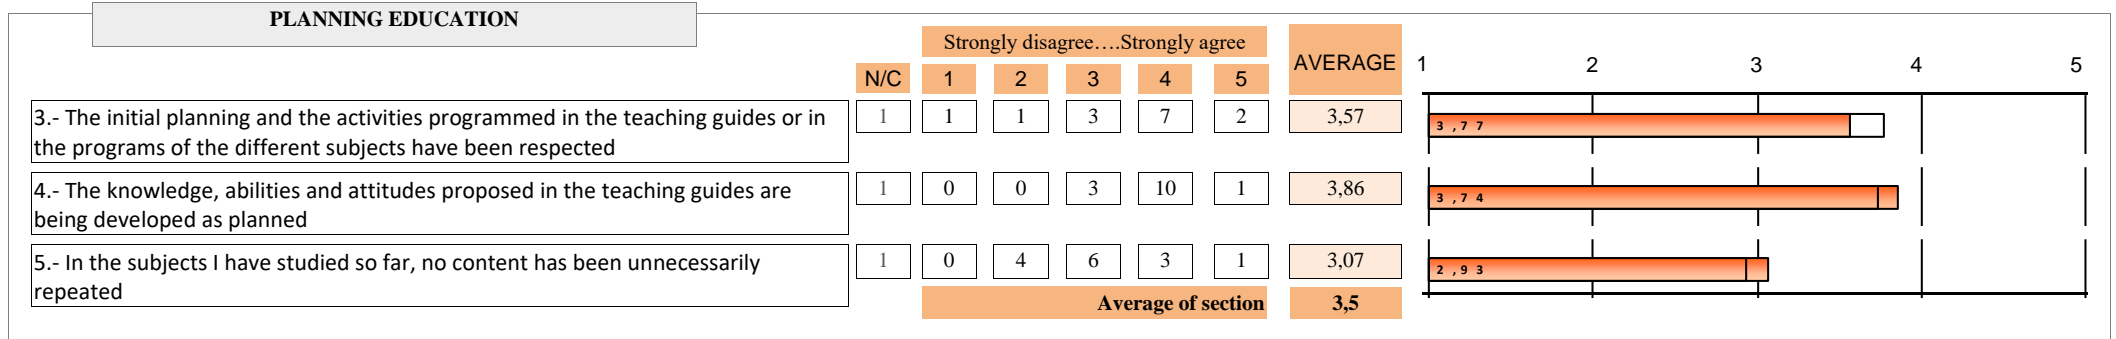 PLANNING EDUCATION
Strongly disagree….Strongly agree
AVERAGE
1 2 3 4 5
N/C 1 2 3 4 5
3.- The initial planning and the activities programmed in the teaching guides or in
the programs of the different subjects have been respected
1 1 1 3 7 2 3,57
3,77
4.- The knowledge, abilities and attitudes proposed in the teaching guides are
being developed as planned
1 0 0 3 10 1 3,86
3,74
5.- In the subjects I have studied so far, no content has been unnecessarily
repeated
1 0 4 6 3 1 3,07
2,93
Average of section 3,5